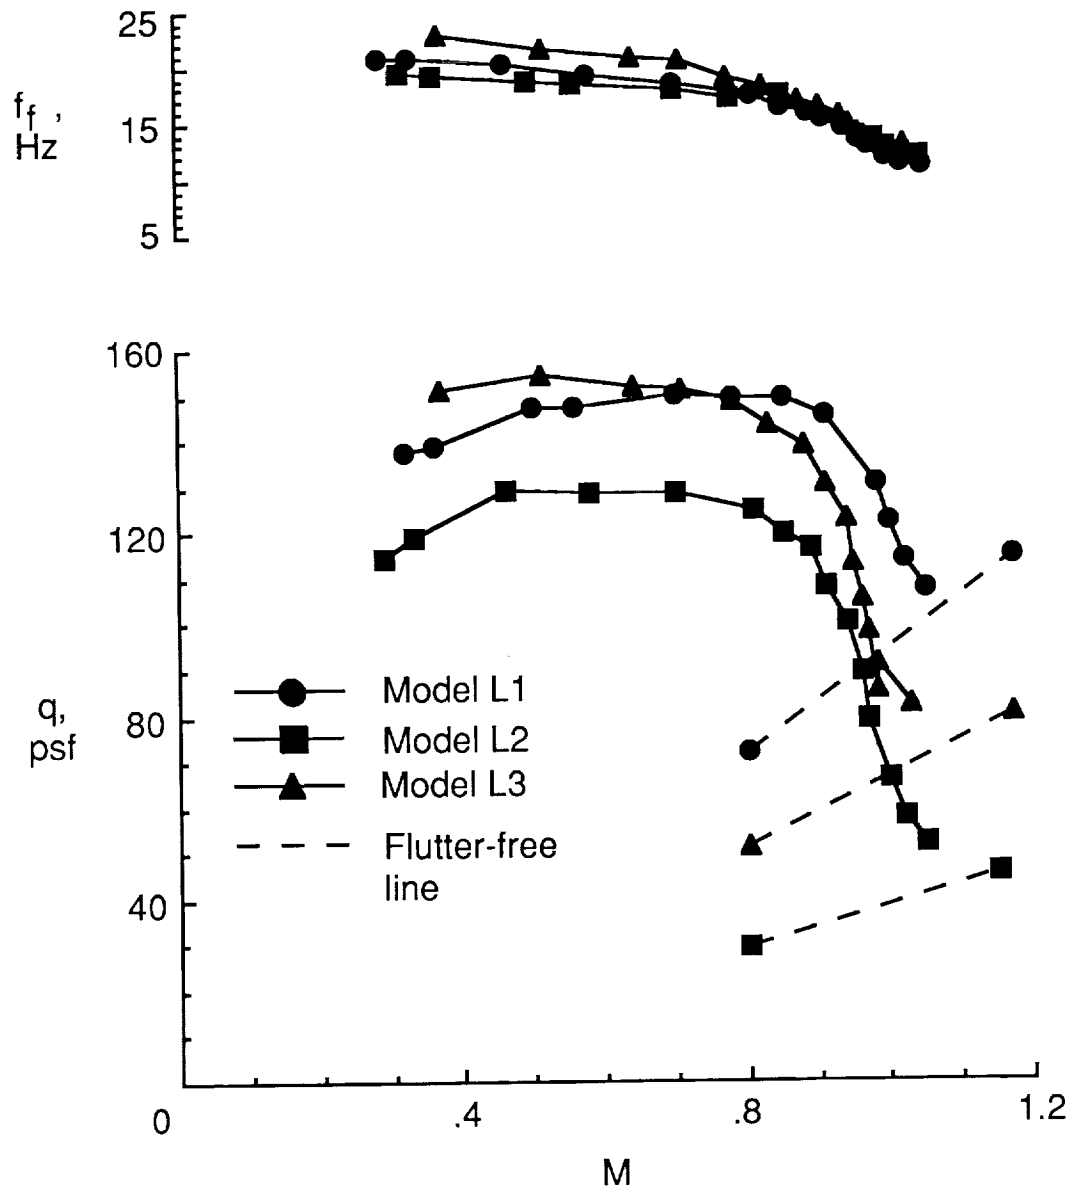 25
f_f,
Hz
15
5
160
120
q,
psf
80
40
Model L1
Model L2
Model L3
Flutter-free
line
0
.4
.8
1.2
M